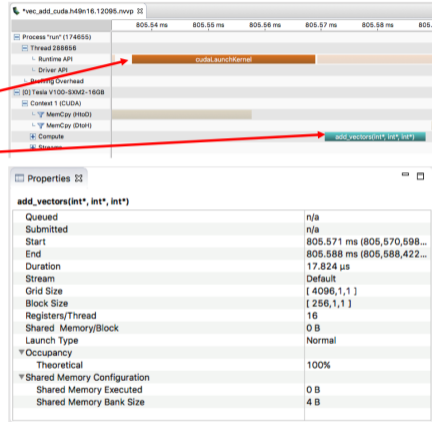 *vec_add_cuda.h49n16.12095.nvvp
805.54 ms 805.55 ms 805.56 ms 805.57 ms 805.58 ms
Process "run" (174655)
Thread 288656
Runtime API cudaLaunchKernel
Driver API
Profiling Overhead
[0] Tesla V100-SXM2-16GB
Context 1 (CUDA)
MemCpy (HtoD)
MemCpy (DtoH)
Compute add_vectors(int*, int*, int*)
Streams
Properties
add_vectors(int*, int*, int*)
Queued n/a
Submitted n/a
Start 805.571 ms (805,570,598...
End 805.588 ms (805,588,422...
Duration 17.824 µs
Stream Default
Grid Size [ 4096,1,1 ]
Block Size [ 256,1,1 ]
Registers/Thread 16
Shared Memory/Block 0 B
Launch Type Normal
Occupancy
Theoretical 100%
Shared Memory Configuration
Shared Memory Executed 0 B
Shared Memory Bank Size 4 B